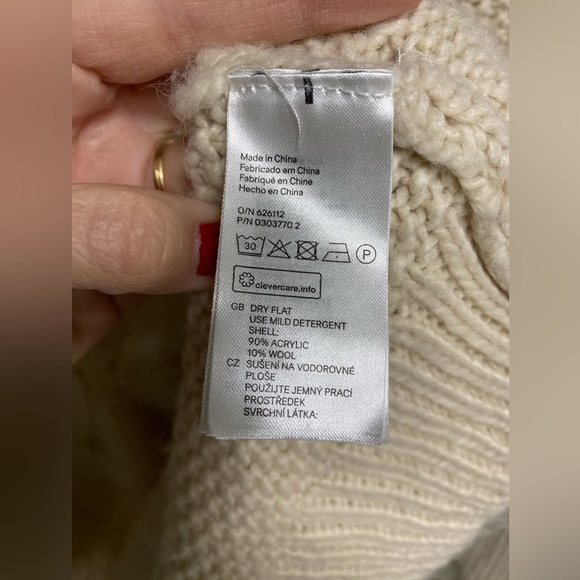 Made in China
Fabricado em China
Fabriqué en Chine
Hecho en China
O/N 626112
P/N 0303770 2
30 P
clevercare.info
GB DRY FLAT
USE MILD DETERGENT
SHELL:
90% ACRYLIC
10% WOOL
CZ SUŠENÍ NA VODOROVNÉ
PLOŠE
POUŽIJTE JEMNÝ PRACÍ
PROSTŘEDEK
SVRCHNÍ LÁTKA: